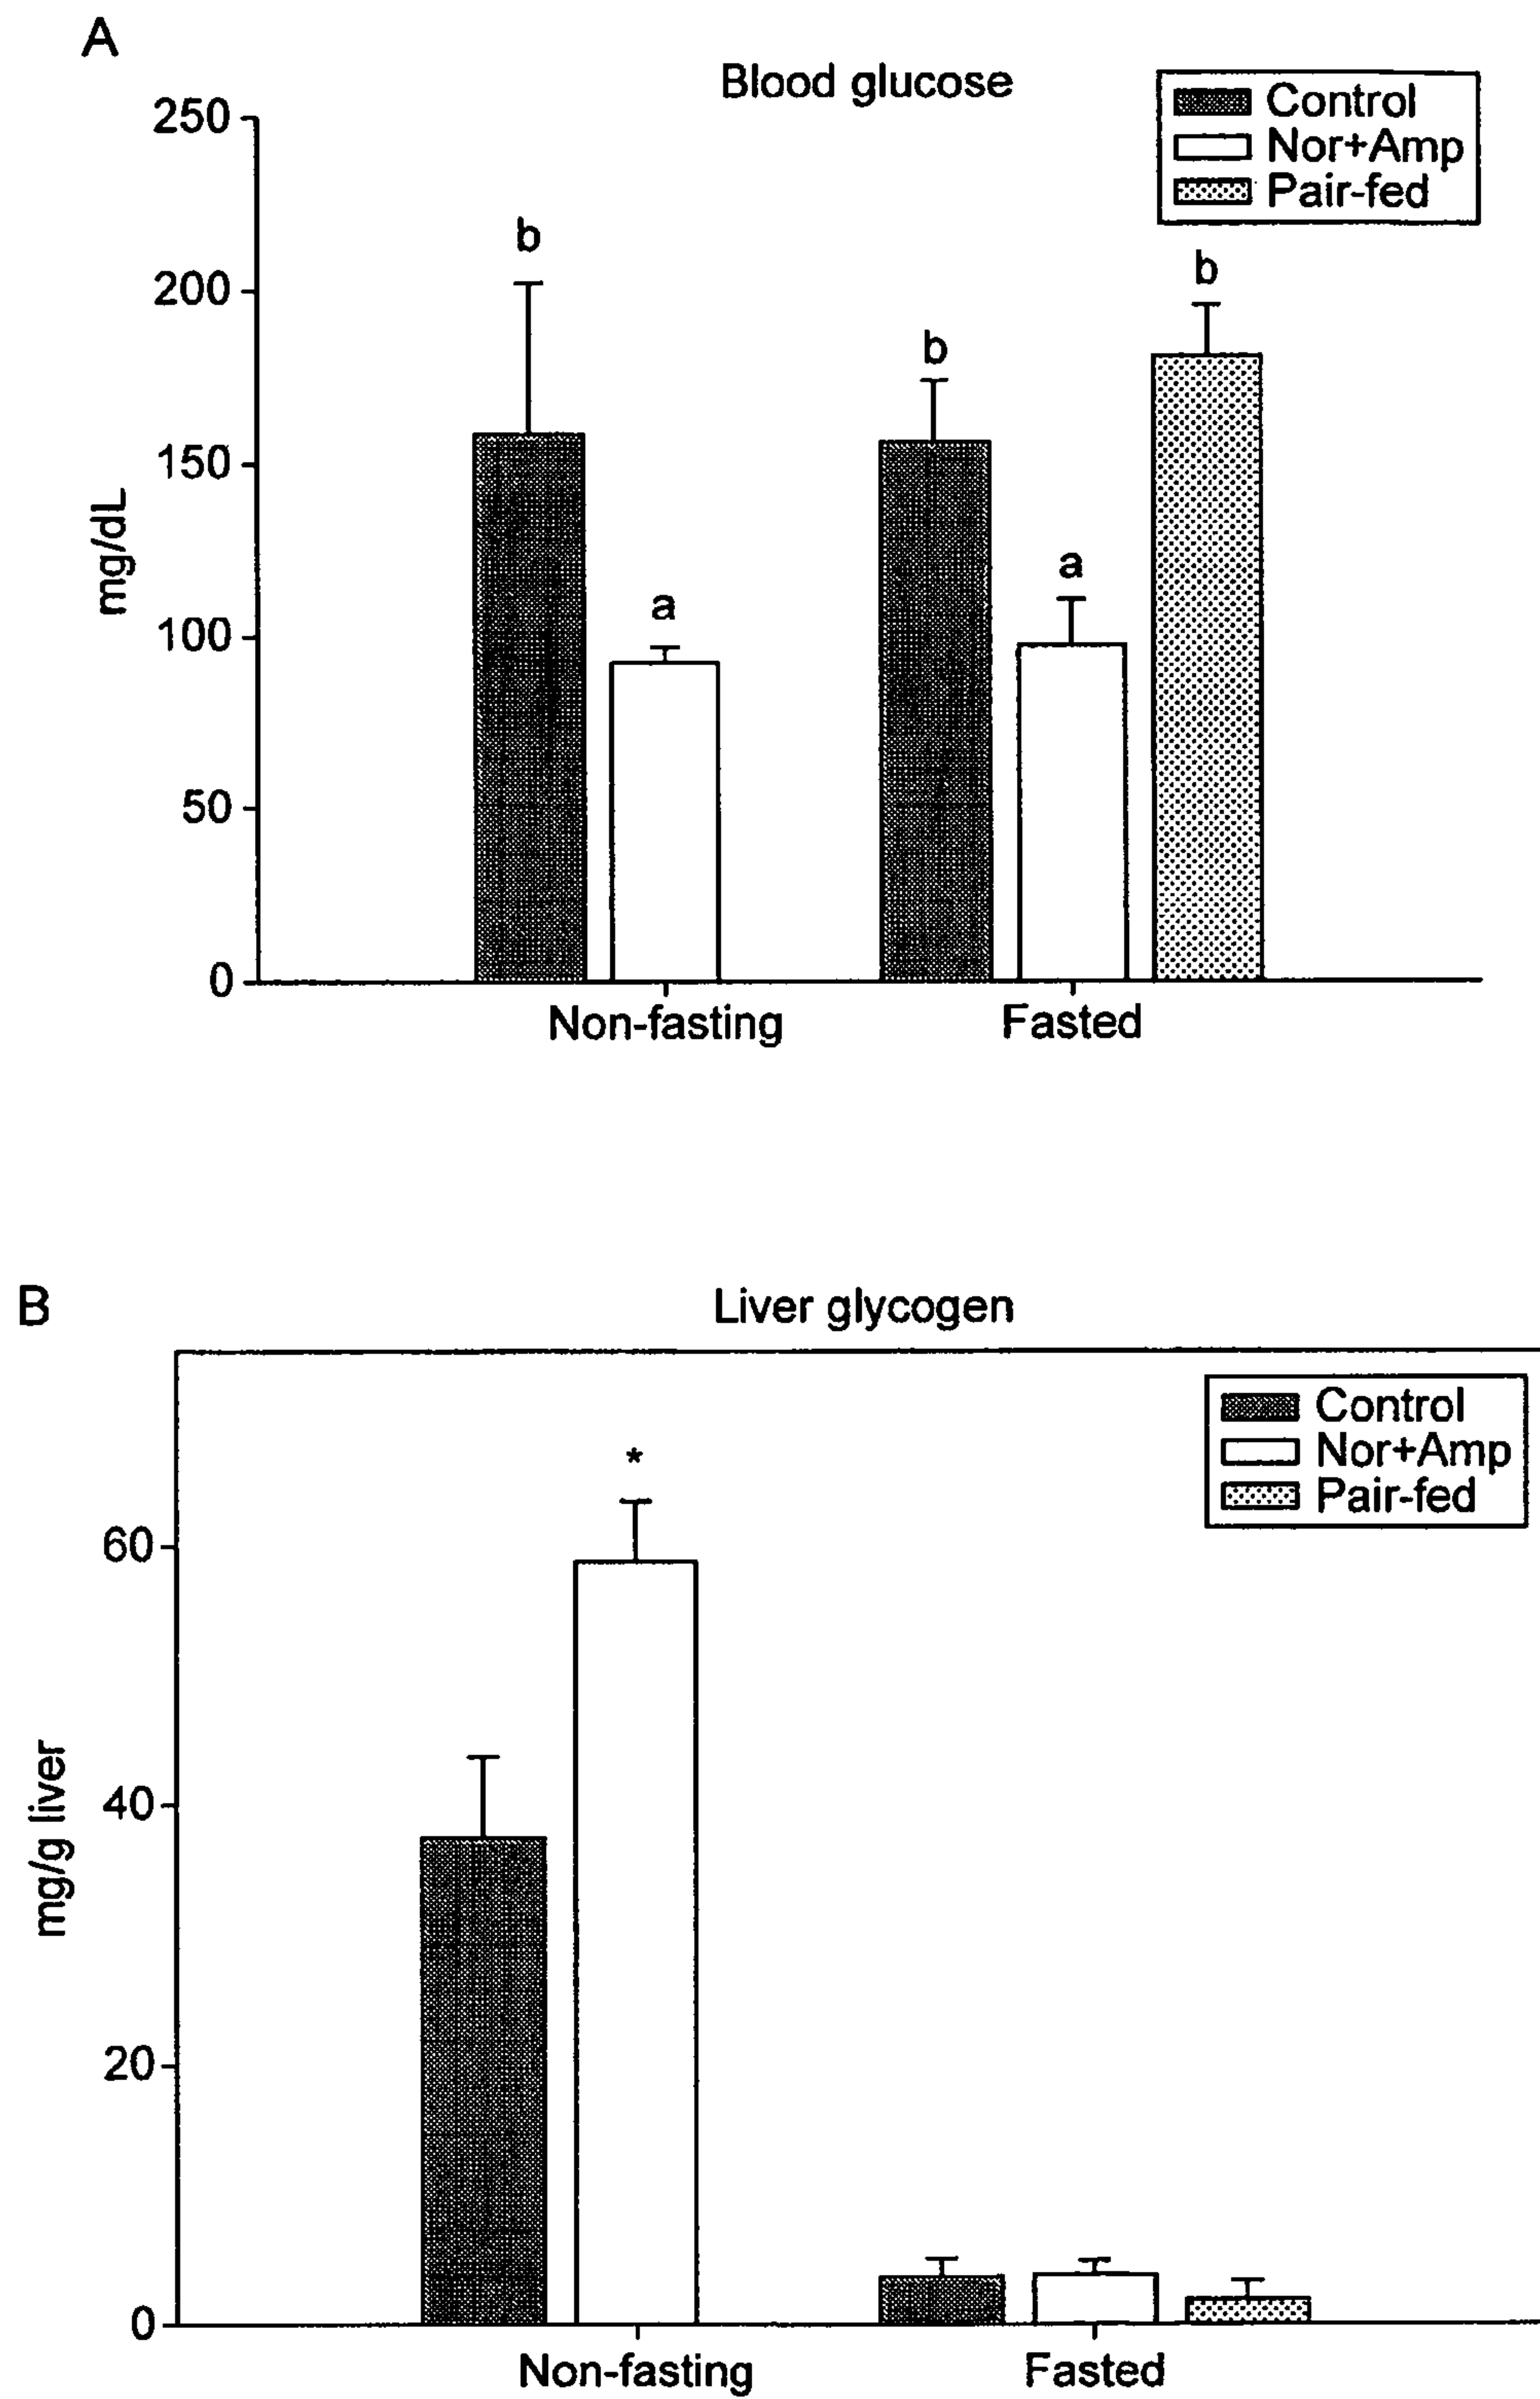 A
Blood glucose
Control
Nor+Amp
Pair-fed
250
200
150
100
50
0
mg/dL
b
a
b
a
b
Non-fasting
Fasted
B
Liver glycogen
Control
Nor+Amp
Pair-fed
60
40
20
0
mg/g liver
*
Non-fasting
Fasted